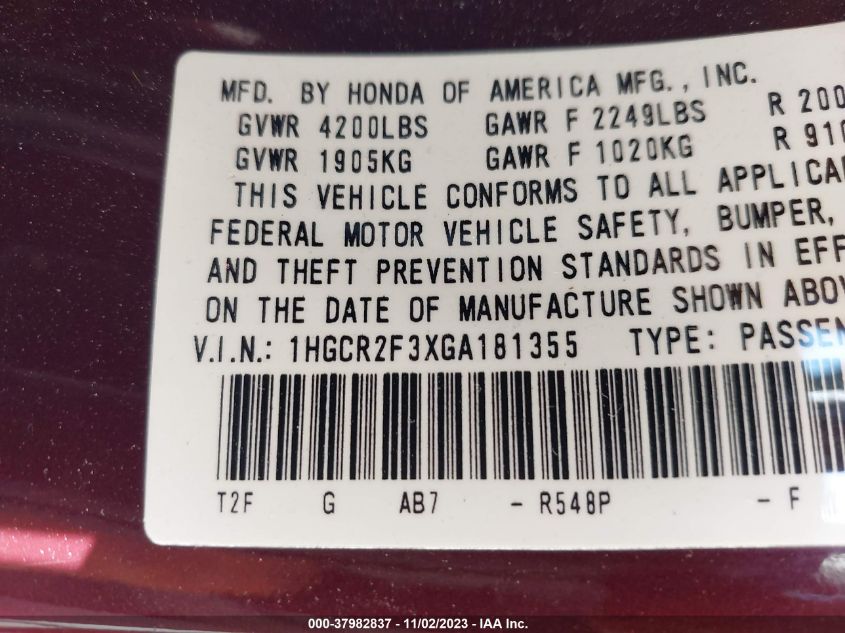 MFD. BY HONDA OF AMERICA MFG., INC.
GVWR 4200LBS GAWR F 2249LBS R 200
GVWR 1905KG GAWR F 1020KG R 910
THIS VEHICLE CONFORMS TO ALL APPLICA
FEDERAL MOTOR VEHICLE SAFETY, BUMPER,
AND THEFT PREVENTION STANDARDS IN EFF
ON THE DATE OF MANUFACTURE SHOWN ABOV
V.I.N.: 1HGCR2F3XGA181355 TYPE: PASSEN
T2F G AB7 - R548P - F
000-37982837 - 11/02/2023 - IAA Inc.